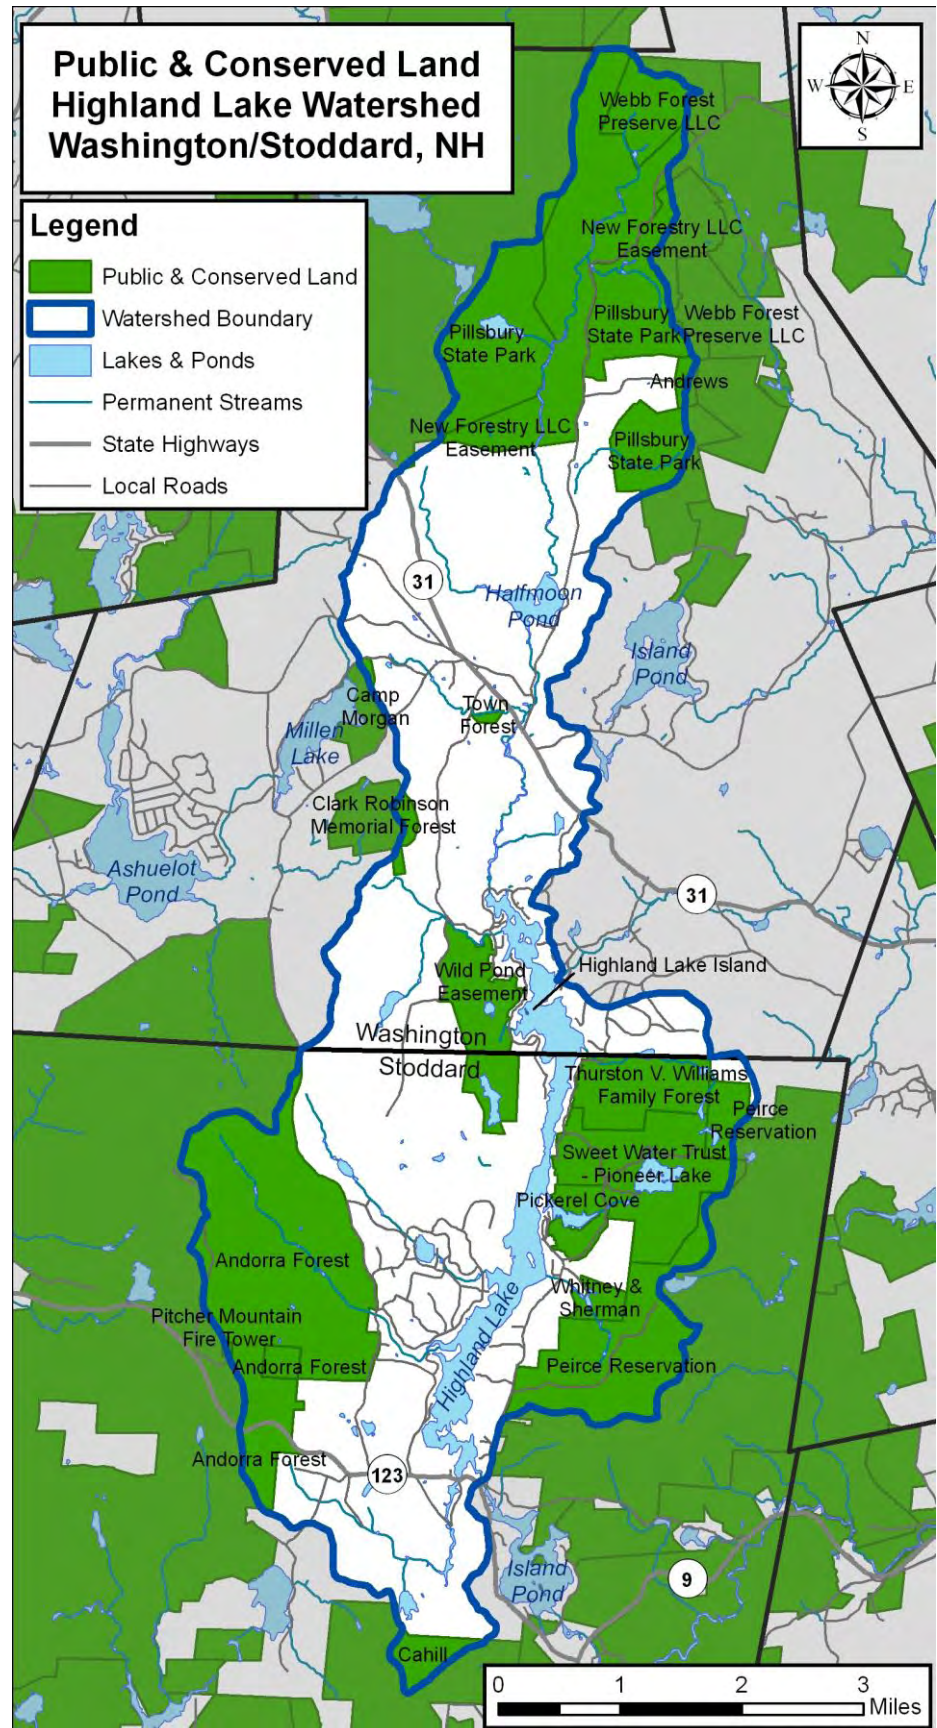 Public & Conserved Land
Highland Lake Watershed
Washington/Stoddard, NH
N
W
E
S
Legend
Public & Conserved Land
Watershed Boundary
Lakes & Ponds
Permanent Streams
State Highways
Local Roads
Webb Forest
Preserve LLC
New Forestry LLC
Easement
Pillsbury
State Park
Pillsbury
State Park
Webb Forest
Preserve LLC
Andrews
New Forestry LLC
Easement
Pillsbury
State Park
31
Halfmoon
Pond
Island
Pond
Camp
Morgan
Town
Forest
Millen
Lake
Clark Robinson
Memorial Forest
Ashuelot
Pond
31
Wild Pond
Easement
Highland Lake Island
Washington
Stoddard
Thurston V. Williams
Family Forest
Peirce
Reservation
Sweet Water Trust
- Pioneer Lake
Pickerel Cove
Andorra Forest
Whitney &
Sherman
Pitcher Mountain
Fire Tower
Andorra Forest
Highland Lake
Peirce Reservation
Andorra Forest
123
Island
Pond
9
Cahill
0 1 2 3
Miles